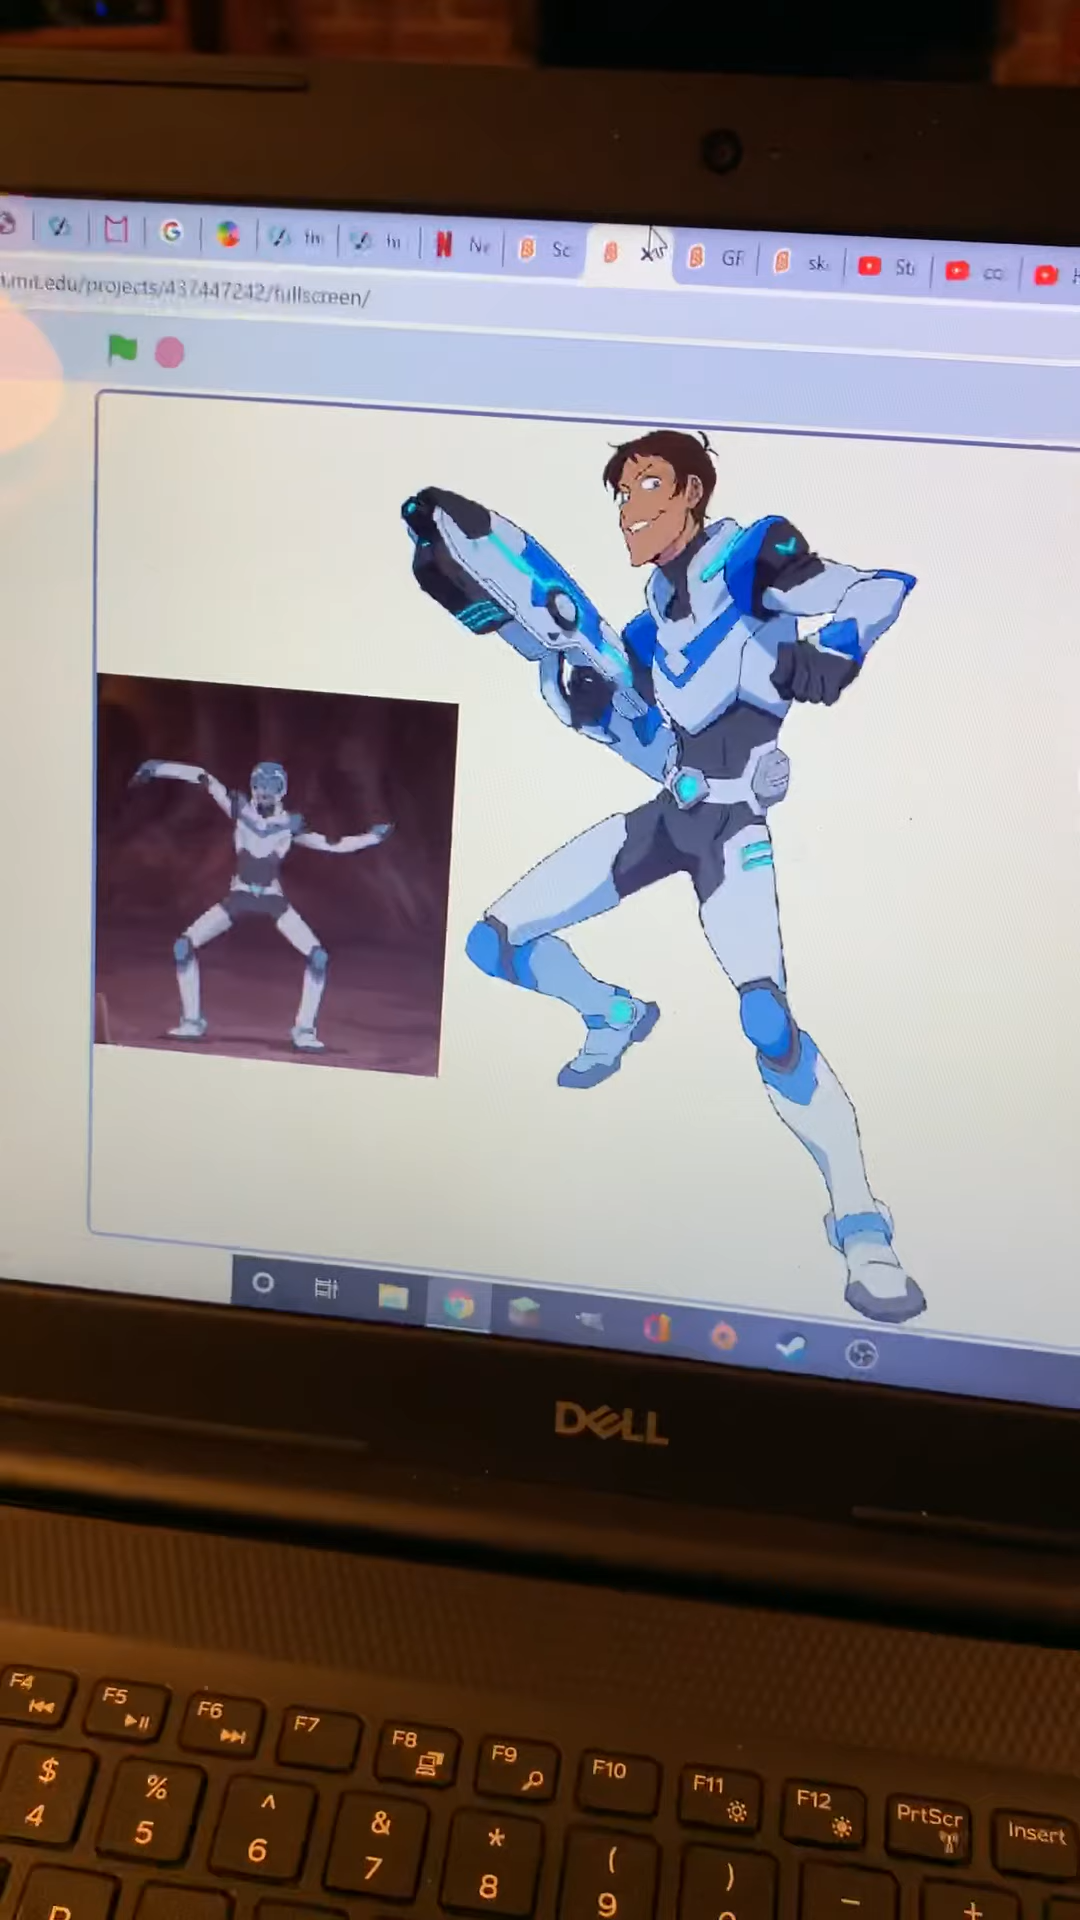 Sc
GF
sk
St
cc
.mit.edu/projects/437447242/fullscreen/
DELL
F4
F5
F6
F7
F8
F9
F10
F11
F12
PrtScr
Insert
$ % ^ & * ( )
4 5 6 7 8 9
– +